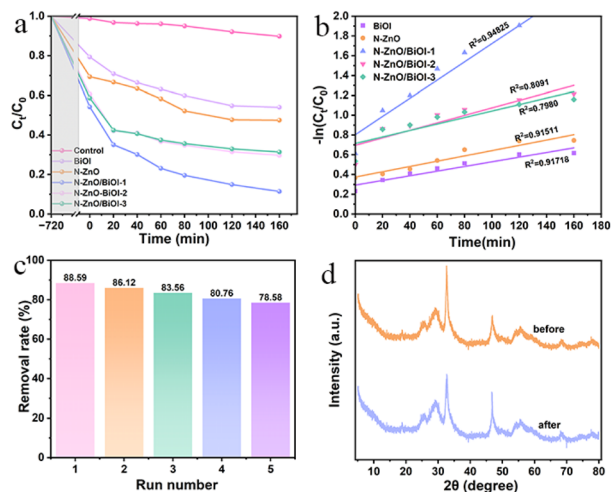 a
Ct/C0
1.0
0.8
0.6
0.4
0.2
0.0
Control
BiOI
N-ZnO
N-ZnO/BiOI-1
N-ZnO-BiOI-2
N-ZnO/BiOI-3
−720 0 20 40 60 80 100 120 140 160
Time (min)
b
-ln(Ct/C0)
2.0
1.8
1.6
1.4
1.2
1.0
0.8
0.6
0.4
0.2
0.0
BiOI
N-ZnO
N-ZnO/BiOI-1
N-ZnO/BiOI-2
N-ZnO/BiOI-3
R²=0.94825
R²=0.8091
R²=0.7980
R²=0.91511
R²=0.91718
0 20 40 60 80 100 120 140 160 180
Time(min)
c
Removal rate (%)
100
80
60
40
20
0
88.59
86.12
83.56
80.76
78.58
1 2 3 4 5
Run number
d
Intensity (a.u.)
before
after
10 20 30 40 50 60 70 80
2θ (degree)